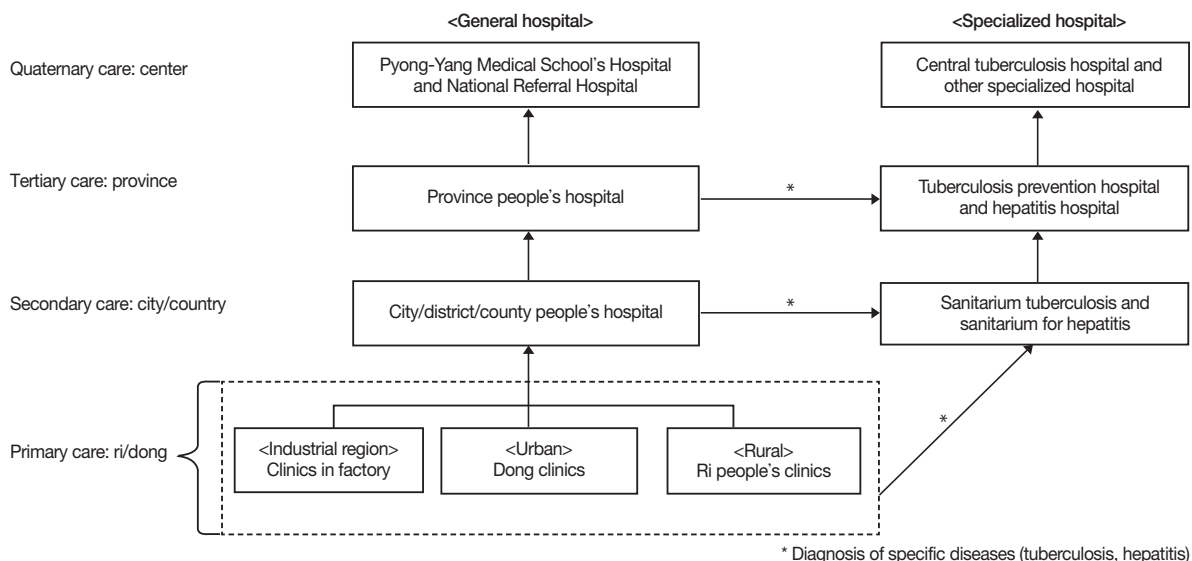 <General hospital>
<Specialized hospital>
Quaternary care: center
Pyong-Yang Medical School's Hospital
and National Referral Hospital
Central tuberculosis hospital and
other specialized hospital
Tertiary care: province
Province people's hospital
*
Tuberculosis prevention hospital
and hepatitis hospital
Secondary care: city/country
City/district/county people's hospital
*
Sanitarium tuberculosis and
sanitarium for hepatitis
*
Primary care: ri/dong
<Industrial region>
Clinics in factory
<Urban>
Dong clinics
<Rural>
Ri people's clinics
* Diagnosis of specific diseases (tuberculosis, hepatitis)